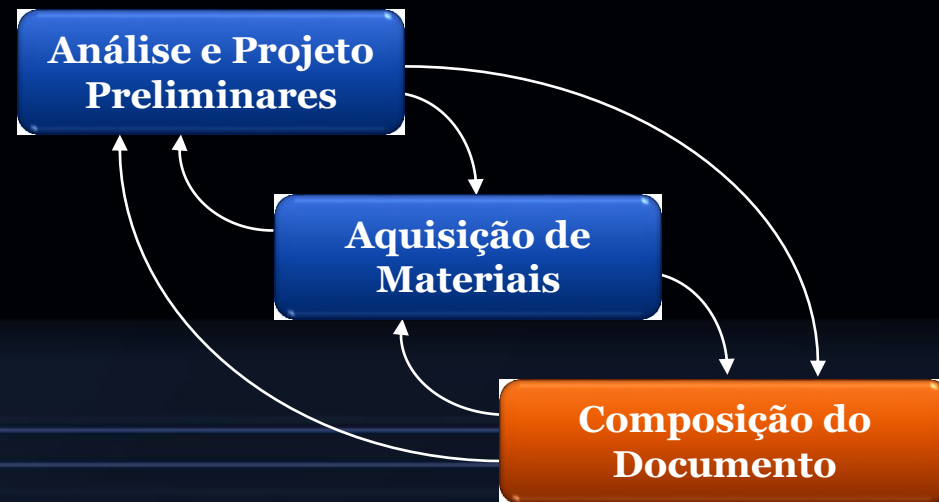 Análise e Projeto
Preliminares
Aquisição de
Materiais
Composição do
Documento